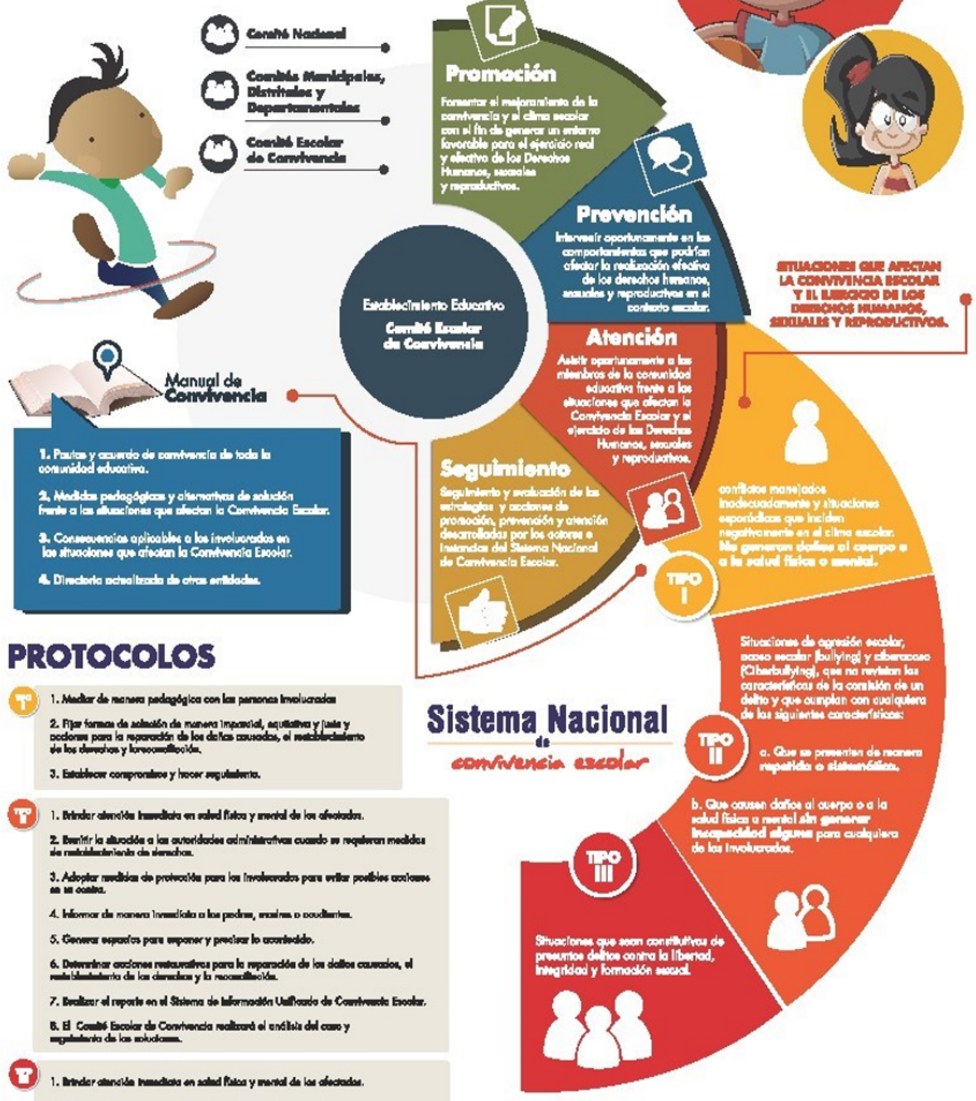 Comité Nacional
Comités Municipales,
Distritales y
Departamentales
Comité Escolar
de Convivencia
Promoción
Fomentar el mejoramiento de la
convivencia y el clima escolar
con el fin de generar un entorno
favorable para el ejercicio real
y efectivo de los Derechos
Humanos, sexuales
y reproductivos.
Prevención
Intervenir oportunamente en los
comportamientos que podrían
afectar la realización efectiva
de los derechos humanos,
sexuales y reproductivos en el
contexto escolar.
Establecimiento Educativo
Comité Escolar
de Convivencia
Atención
Asistir oportunamente a los
miembros de la comunidad
educativa frente a las
situaciones que afectan la
Convivencia Escolar y el
ejercicio de los Derechos
Humanos, sexuales
y reproductivos.
Seguimiento
Seguimiento y evaluación de las
estrategias y acciones de
promoción, prevención y atención
desarrolladas por los actores e
instancias del Sistema Nacional
de Convivencia Escolar.
SITUACIONES QUE AFECTAN
LA CONVIVENCIA ESCOLAR
Y EL EJERCICIO DE LOS
DERECHOS HUMANOS,
SEXUALES Y REPRODUCTIVOS.
Manual de
Convivencia
1. Pautas y acuerdo de convivencia de toda la
comunidad educativa.
2. Medidas pedagógicas y alternativas de solución
frente a las situaciones que afectan la Convivencia Escolar.
3. Consecuencias aplicables a los involucrados en
las situaciones que afectan la Convivencia Escolar.
4. Directorio actualizado de otras entidades.
TIPO
I
conflictos manejados
inadecuadamente y situaciones
esporádicas que inciden
negativamente en el clima escolar.
No generan daños al cuerpo o
a la salud física o mental.
TIPO
II
Situaciones de agresión escolar,
acoso escolar (bullying) y ciberacoso
(Ciberbullying), que no revistan las
características de la comisión de un
delito y que cumplan con cualquiera
de las siguientes características:
a. Que se presenten de manera
repetida o sistemática.
b. Que causen daños al cuerpo o a la
salud física o mental sin generar
incapacidad alguna para cualquiera
de los involucrados.
TIPO
III
Situaciones que sean constitutivas de
presuntos delitos contra la libertad,
integridad y formación sexual.
Sistema Nacional
de
convivencia escolar
PROTOCOLOS
1. Mediar de manera pedagógica con las personas involucradas
2. Fijar formas de solución de manera imparcial, equitativa y justa y
acciones para la reparación de los daños causados, el restablecimiento
de los derechos y la reconciliación.
3. Establecer compromisos y hacer seguimiento.
1. Brindar atención inmediata en salud física y mental de los afectados.
2. Remitir la situación a las autoridades administrativas cuando se requieran medidas
de restablecimiento de derechos.
3. Adoptar medidas de protección para los involucrados para evitar posibles acciones
en su contra.
4. Informar de manera inmediata a los padres, madres o acudientes.
5. Generar espacios para exponer y precisar lo acontecido.
6. Determinar acciones restaurativas para la reparación de los daños causados, el
restablecimiento de los derechos y la reconciliación.
7. Realizar el reporte en el Sistema de Información Unificado de Convivencia Escolar.
8. El Comité Escolar de Convivencia realizará el análisis del caso y
seguimiento de las soluciones.
1. Brindar atención inmediata en salud física y mental de los afectados.